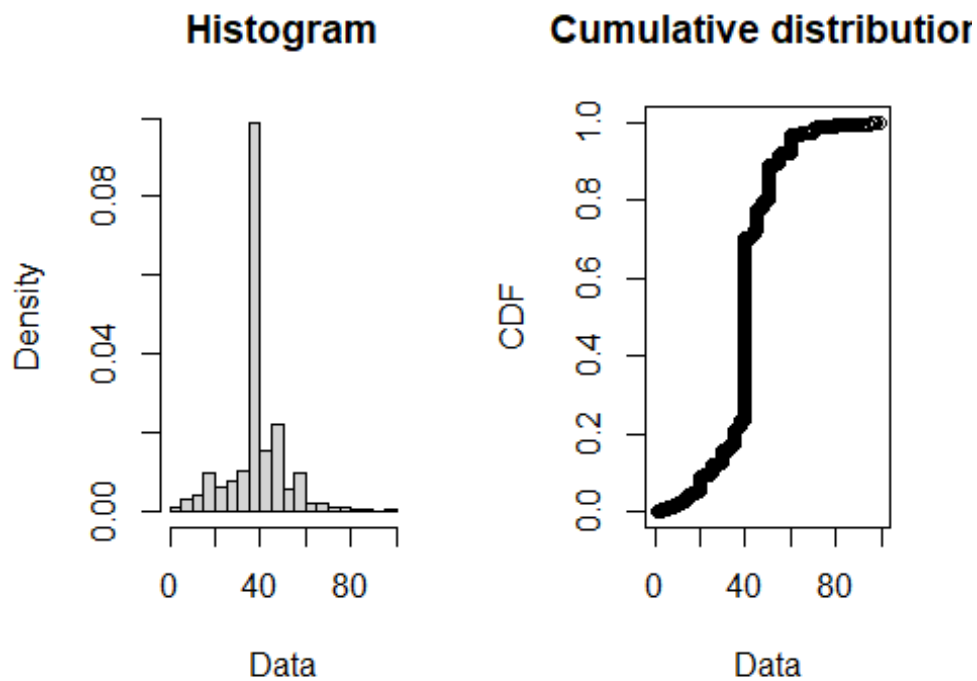 Histogram
Density
0.00 0.04 0.08
0 40 80
Data
Cumulative distribution
CDF
0.0 0.2 0.4 0.6 0.8 1.0
0 40 80
Data